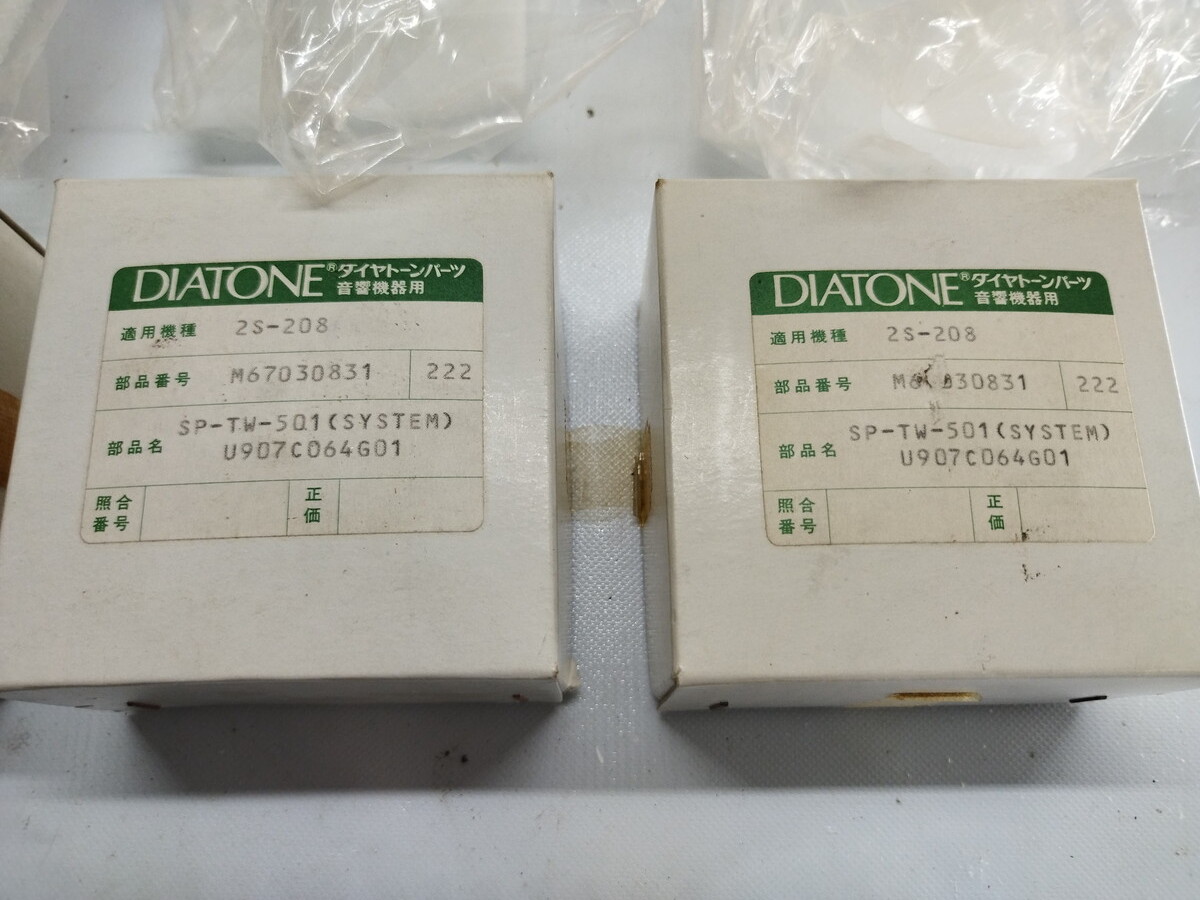 DIATONE® ダイヤトーンパーツ
音響機器用
適用機種 2S-208
部品番号 M67030831 222
部品名 SP-TW-501(SYSTEM)
U907C064G01
照合番号 正価
DIATONE® ダイヤトーンパーツ
音響機器用
適用機種 2S-208
部品番号 222
部品名 SP-TW-501(SYSTEM)
U907C064G01
照合番号 正価